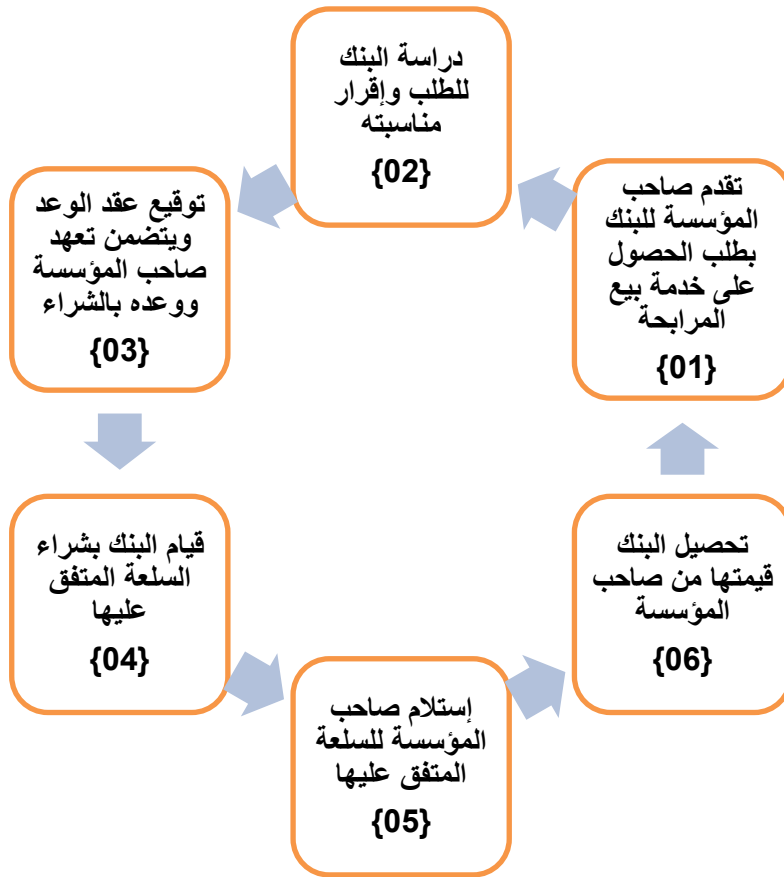 تقدم صاحب
المؤسسة للبنك
بطلب الحصول
على خدمة بيع
المرابحة
{01}
دراسة البنك
للطلب وإقرار
مناسبته
{02}
توقيع عقد الوعد
ويتضمن تعهد
صاحب المؤسسة
ووعده بالشراء
{03}
قيام البنك بشراء
السلعة المتفق
عليها
{04}
إستلام صاحب
المؤسسة للسلعة
المتفق عليها
{05}
تحصيل البنك
قيمتها من صاحب
المؤسسة
{06}